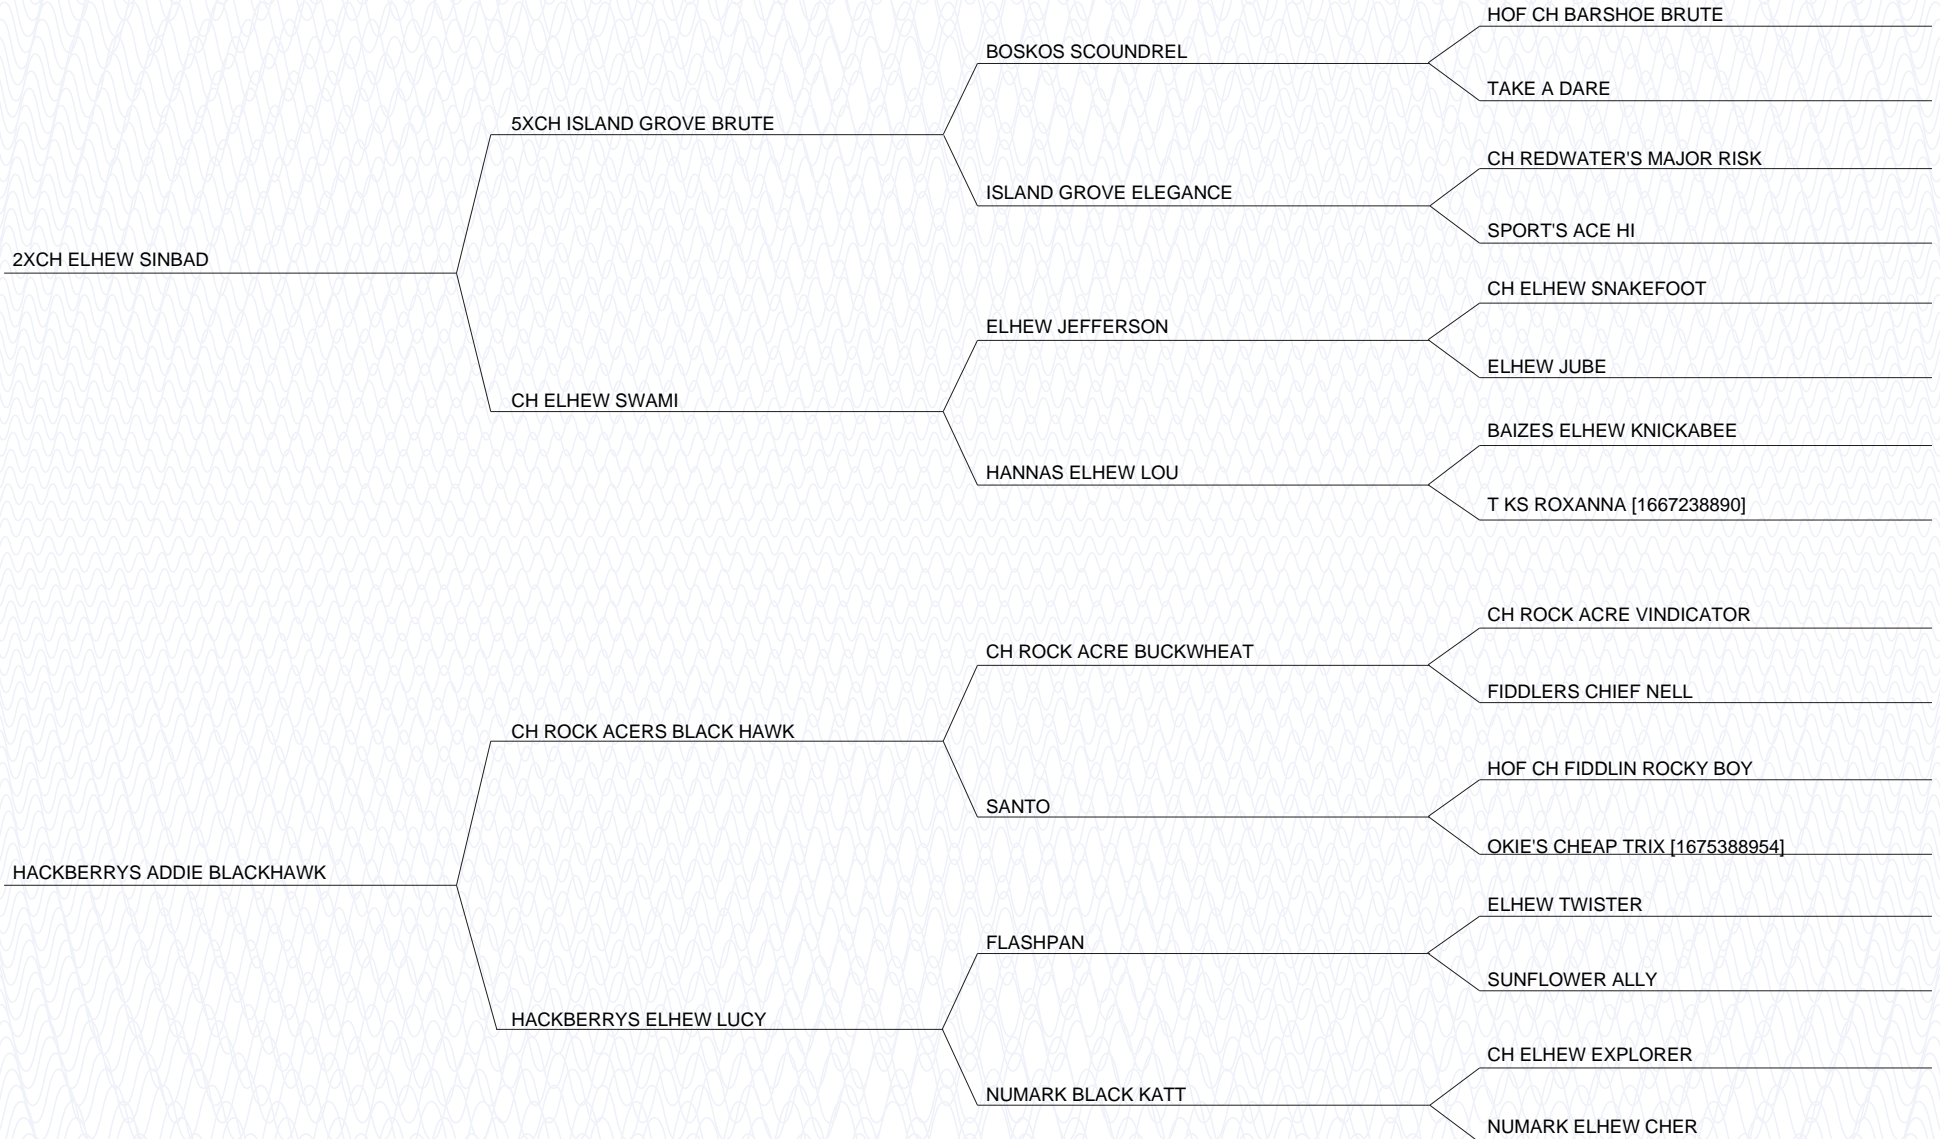 HOF CH BARSHOE BRUTE
BOSKOS SCOUNDREL
TAKE A DARE
5XCH ISLAND GROVE BRUTE
CH REDWATER'S MAJOR RISK
ISLAND GROVE ELEGANCE
SPORT'S ACE HI
2XCH ELHEW SINBAD
CH ELHEW SNAKEFOOT
ELHEW JEFFERSON
ELHEW JUBE
CH ELHEW SWAMI
BAIZES ELHEW KNICKABEE
HANNAS ELHEW LOU
T KS ROXANNA [1667238890]
CH ROCK ACRE VINDICATOR
CH ROCK ACRE BUCKWHEAT
FIDDLERS CHIEF NELL
CH ROCK ACERS BLACK HAWK
HOF CH FIDDLIN ROCKY BOY
SANTO
OKIE'S CHEAP TRIX [1675388954]
HACKBERRYS ADDIE BLACKHAWK
ELHEW TWISTER
FLASHPAN
SUNFLOWER ALLY
HACKBERRYS ELHEW LUCY
CH ELHEW EXPLORER
NUMARK BLACK KATT
NUMARK ELHEW CHER